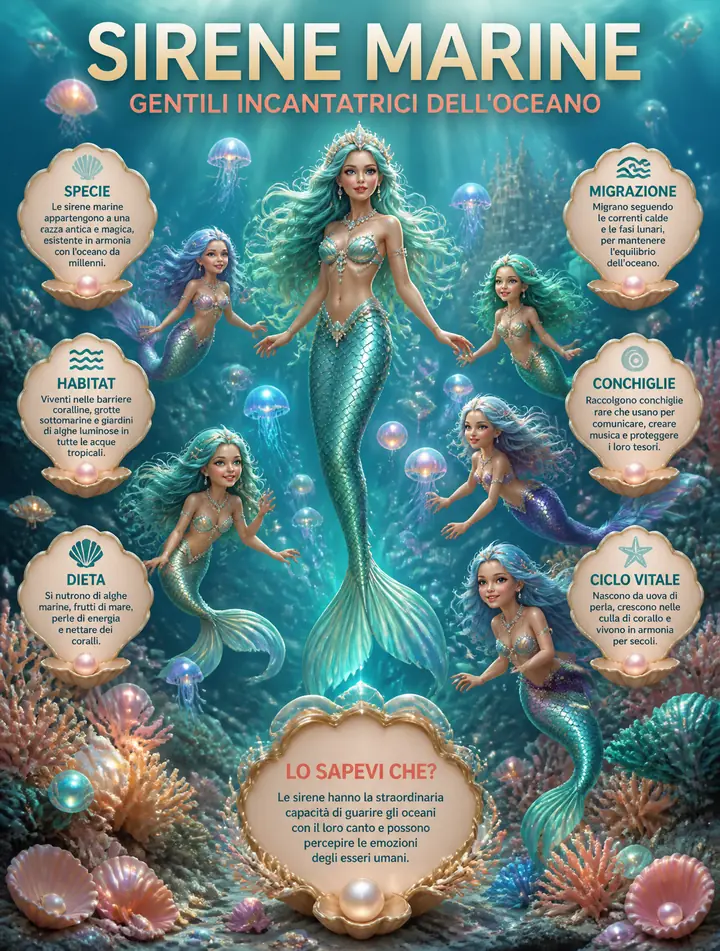 SIRENE MARINE
GENTILI INCANTATRICI DELL'OCEANO
SPECIE
Le sirene marine
appartengono a una
cazza antica e magica,
esistente in armonia
con l'oceano da
millenni.
HABITAT
Viventi nelle barriere
coralline, grotte
sottomarine e giardini
di alghe luminose in
tutte le acque
tropicali.
DIETA
Si nutrono di alghe
marine, frutti di mare,
perle di energia
e nettare dei
coralli.
MIGRAZIONE
Migrano seguendo
le correnti calde
e le fasi lunari,
per mantenere
l'equilibrio
dell'oceano.
CONCHIGLIE
Raccolgono conchiglie
rare che usano per
comunicare, creare
musica e proteggere
i loro tesori.
CICLO VITALE
Nascono da uova di
perla, crescono nelle
culla di corallo e
vivono in armonia
per secoli.
LO SAPEVI CHE?
Le sirene hanno la straordinaria
capacità di guarire gli oceani
con il loro canto e possono
percepire le emozioni
degli esseri umani.